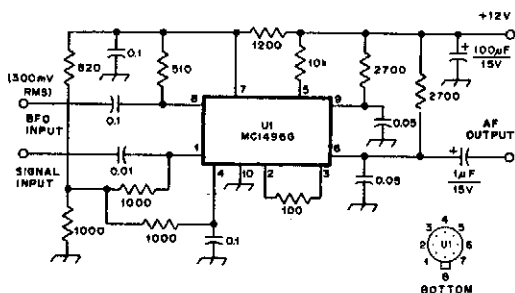 +12V
1200
0.1
820
510
10k
2700
100µF
15V
2700
+
(300mV
RMS)
BFO
INPUT
0.1
8
7
5
9
U1
MC1496G
0.05
AF
OUTPUT
SIGNAL
INPUT
0.01
1
6
4
10
2
3
+
1µF
15V
1000
100
0.05
1000
1000
0.1
4
3
5
2
U1
6
1
7
8
BOTTOM